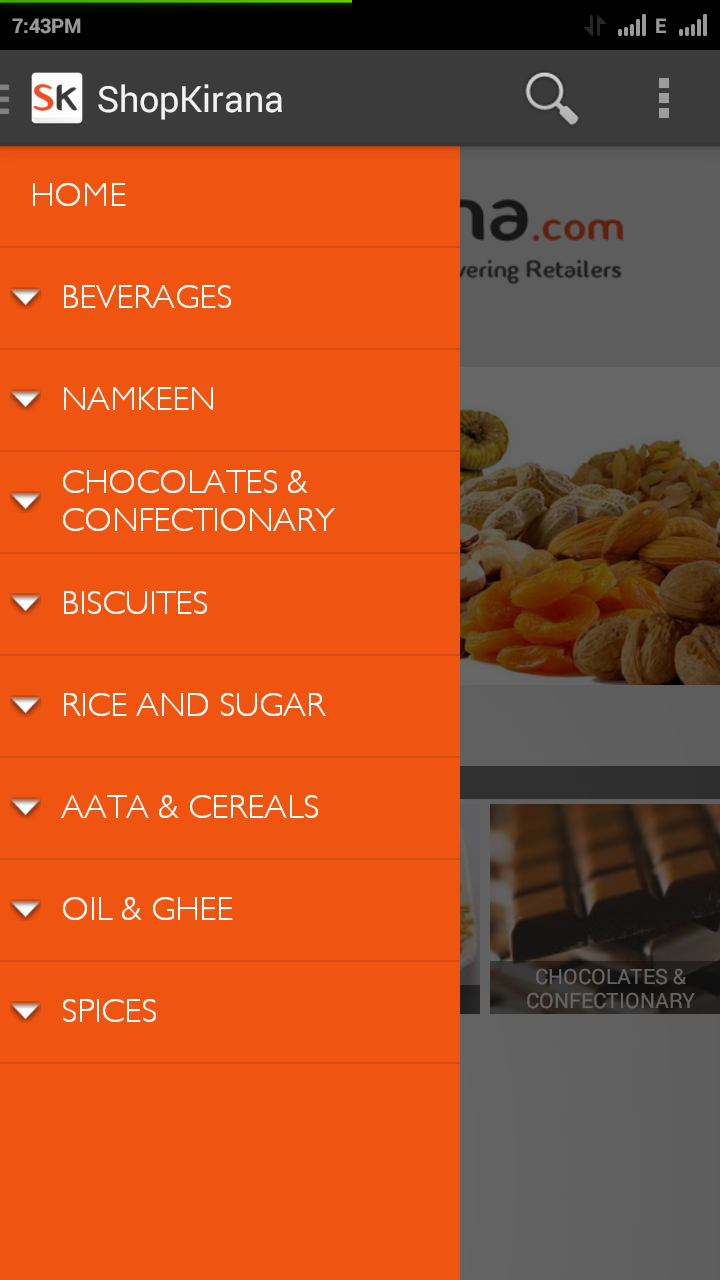 7:43PM
E
SK ShopKirana
HOME
na.com
vering Retailers
BEVERAGES
NAMKEEN
CHOCOLATES &
CONFECTIONARY
BISCUITES
RICE AND SUGAR
AATA & CEREALS
OIL & GHEE
SPICES
CHOCOLATES &
CONFECTIONARY